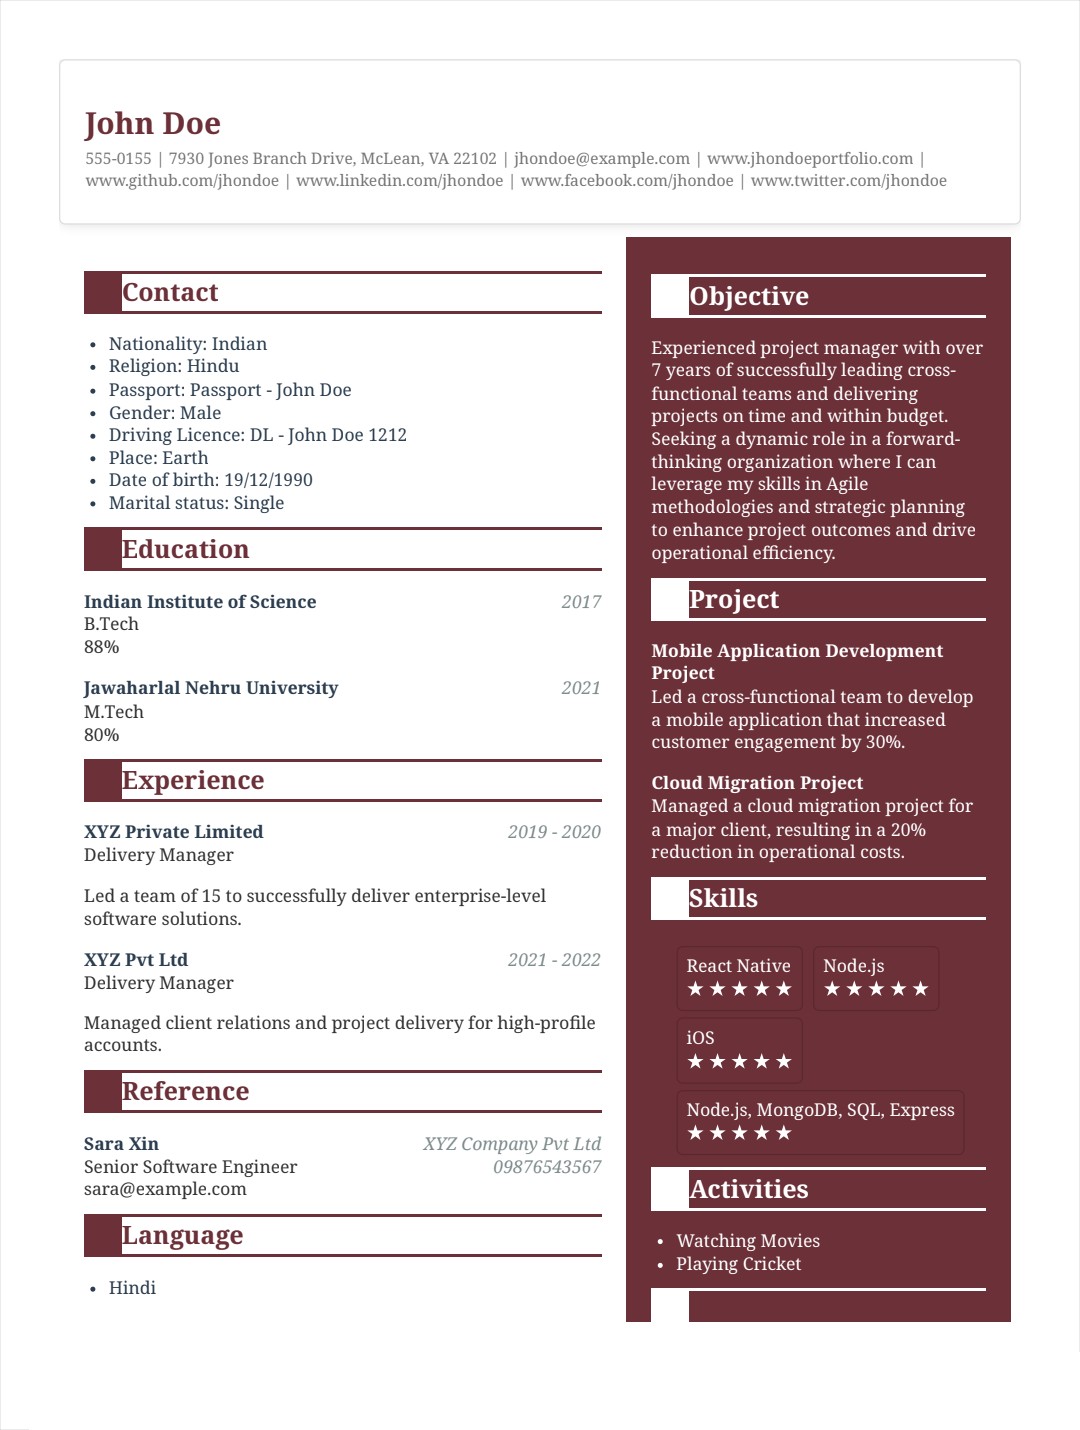 John Doe
555-0155 | 7930 Jones Branch Drive, McLean, VA 22102 | jhondoe@example.com | www.jhondoeportfolio.com |
www.github.com/jhondoe | www.linkedin.com/jhondoe | www.facebook.com/jhondoe | www.twitter.com/jhondoe
Contact
• Nationality: Indian
• Religion: Hindu
• Passport: Passport - John Doe
• Gender: Male
• Driving Licence: DL - John Doe 1212
• Place: Earth
• Date of birth: 19/12/1990
• Marital status: Single
Education
Indian Institute of Science 2017
B.Tech
88%
Jawaharlal Nehru University 2021
M.Tech
80%
Experience
XYZ Private Limited 2019 - 2020
Delivery Manager
Led a team of 15 to successfully deliver enterprise-level
software solutions.
XYZ Pvt Ltd 2021 - 2022
Delivery Manager
Managed client relations and project delivery for high-profile
accounts.
Reference
Sara Xin XYZ Company Pvt Ltd
Senior Software Engineer 09876543567
sara@example.com
Language
• Hindi
Objective
Experienced project manager with over
7 years of successfully leading cross-
functional teams and delivering
projects on time and within budget.
Seeking a dynamic role in a forward-
thinking organization where I can
leverage my skills in Agile
methodologies and strategic planning
to enhance project outcomes and drive
operational efficiency.
Project
Mobile Application Development
Project
Led a cross-functional team to develop
a mobile application that increased
customer engagement by 30%.
Cloud Migration Project
Managed a cloud migration project for
a major client, resulting in a 20%
reduction in operational costs.
Skills
React Native Node.js
★★★★★ ★★★★★
iOS
★★★★★
Node.js, MongoDB, SQL, Express
★★★★★
Activities
• Watching Movies
• Playing Cricket